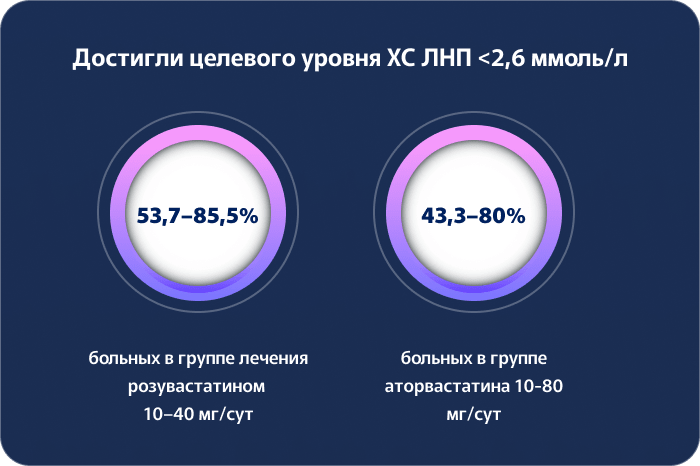 Достигли целевого уровня ХС ЛНП <2,6 ммоль/л
53,7–85,5%
больных в группе лечения
розувастатином
10–40 мг/сут
43,3–80%
больных в группе
аторвастатина 10-80
мг/сут